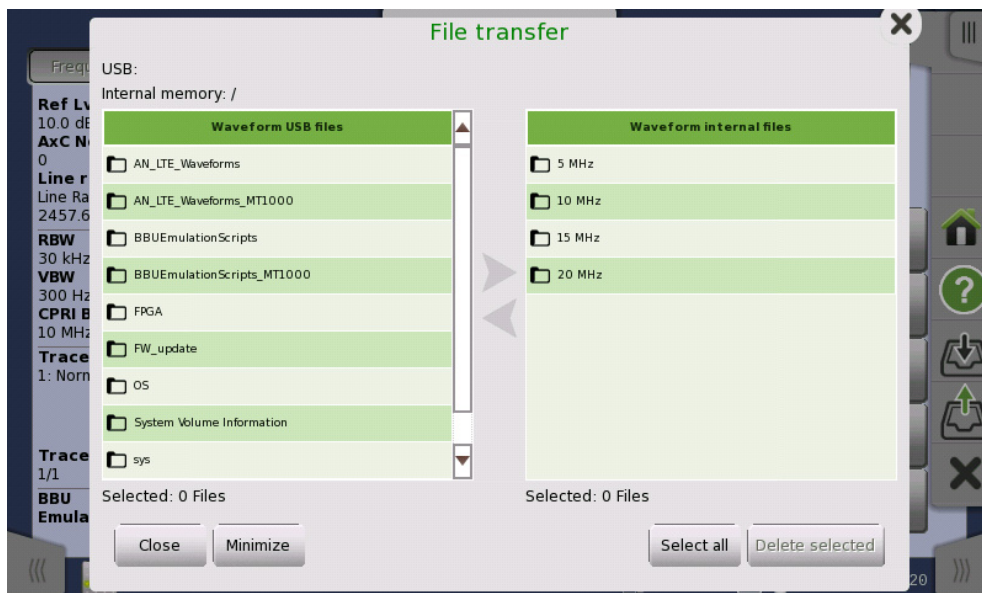 File transfer
USB:
Internal memory: /
Waveform USB files
AN_LTE_Waveforms
AN_LTE_Waveforms_MT1000
BBUEmulationScripts
BBUEmulationScripts_MT1000
FPGA
FW_update
OS
System Volume Information
sys
Selected: 0 Files
Close
Minimize
Waveform internal files
5 MHz
10 MHz
15 MHz
20 MHz
Selected: 0 Files
Select all
Delete selected
Frequ
Ref Lv
10.0 dB
AxC N
0
Line r
Line Ra
2457.6
RBW
30 kHz
VBW
300 Hz
CPRI B
10 MHz
Trace
1: Norm
Trace
1/1
BBU
Emula
20